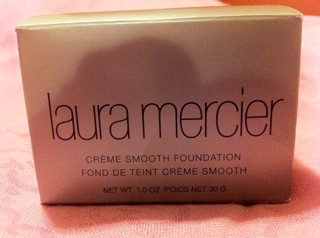 laura mercier
CRÈME SMOOTH FOUNDATION
FOND DE TEINT CRÈME SMOOTH
NET WT. 1.0 OZ./POIDS NET 30 G